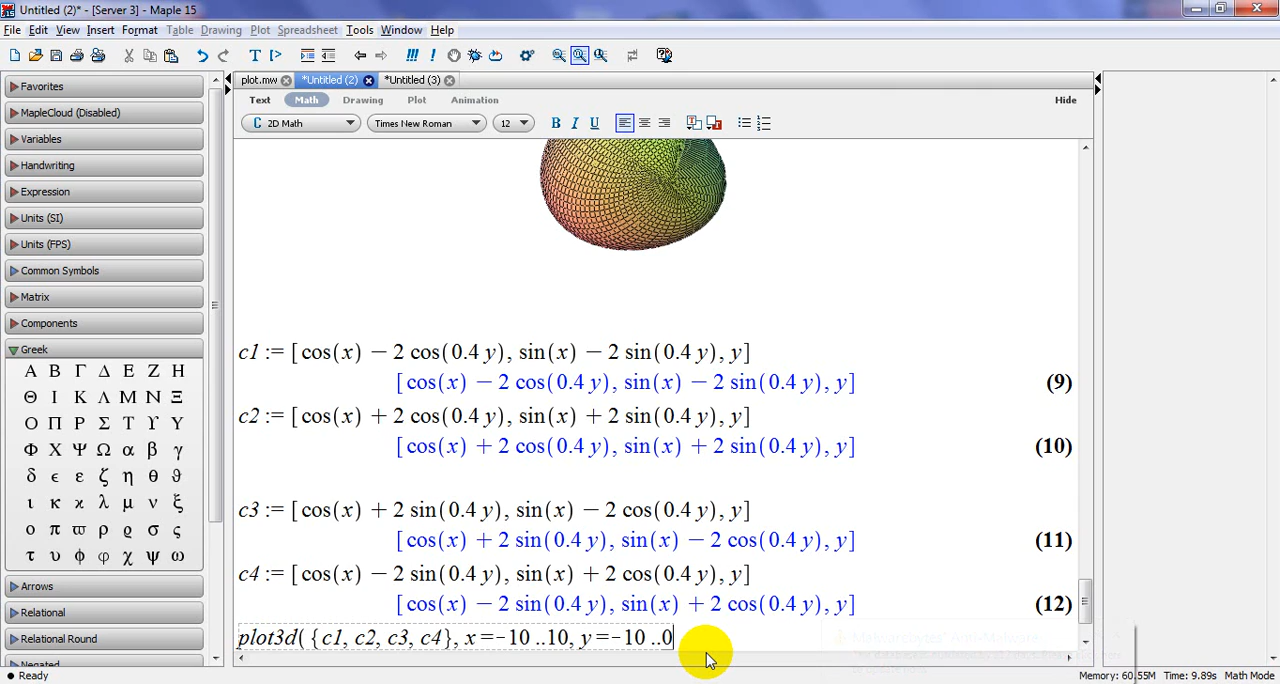 Untitled (2)* - [Server 3] - Maple 15
File Edit View Insert Format Table Drawing Plot Spreadsheet Tools Window Help
plot.mw *Untitled (2) *Untitled (3)
Text Math Drawing Plot Animation Hide
C 2D Math Times New Roman 12 B I U
Favorites
MapleCloud (Disabled)
Variables
Handwriting
Expression
Units (SI)
Units (FPS)
Common Symbols
Matrix
Components
Greek
Α Β Γ Δ Ε Ζ Η
Θ Ι Κ Λ Μ Ν Ξ
Ο Π Ρ Σ Τ Υ Υ
Φ Χ Ψ Ω α β γ
δ ϵ ε ζ η θ ϑ
ι κ ϰ λ μ ν ξ
ο π ϖ ρ ϱ σ ς
τ υ ϕ φ χ ψ ω
Arrows
Relational
Relational Round
Negated
c1 := [cos(x) − 2 cos(0.4 y), sin(x) − 2 sin(0.4 y), y]
[cos(x) − 2 cos(0.4 y), sin(x) − 2 sin(0.4 y), y] (9)
c2 := [cos(x) + 2 cos(0.4 y), sin(x) + 2 sin(0.4 y), y]
[cos(x) + 2 cos(0.4 y), sin(x) + 2 sin(0.4 y), y] (10)
c3 := [cos(x) + 2 sin(0.4 y), sin(x) − 2 cos(0.4 y), y]
[cos(x) + 2 sin(0.4 y), sin(x) − 2 cos(0.4 y), y] (11)
c4 := [cos(x) − 2 sin(0.4 y), sin(x) + 2 cos(0.4 y), y]
[cos(x) − 2 sin(0.4 y), sin(x) + 2 cos(0.4 y), y] (12)
plot3d( {c1, c2, c3, c4}, x =−10 ..10, y =−10 ..0
Ready Memory: 60.55M Time: 9.89s Math Mode